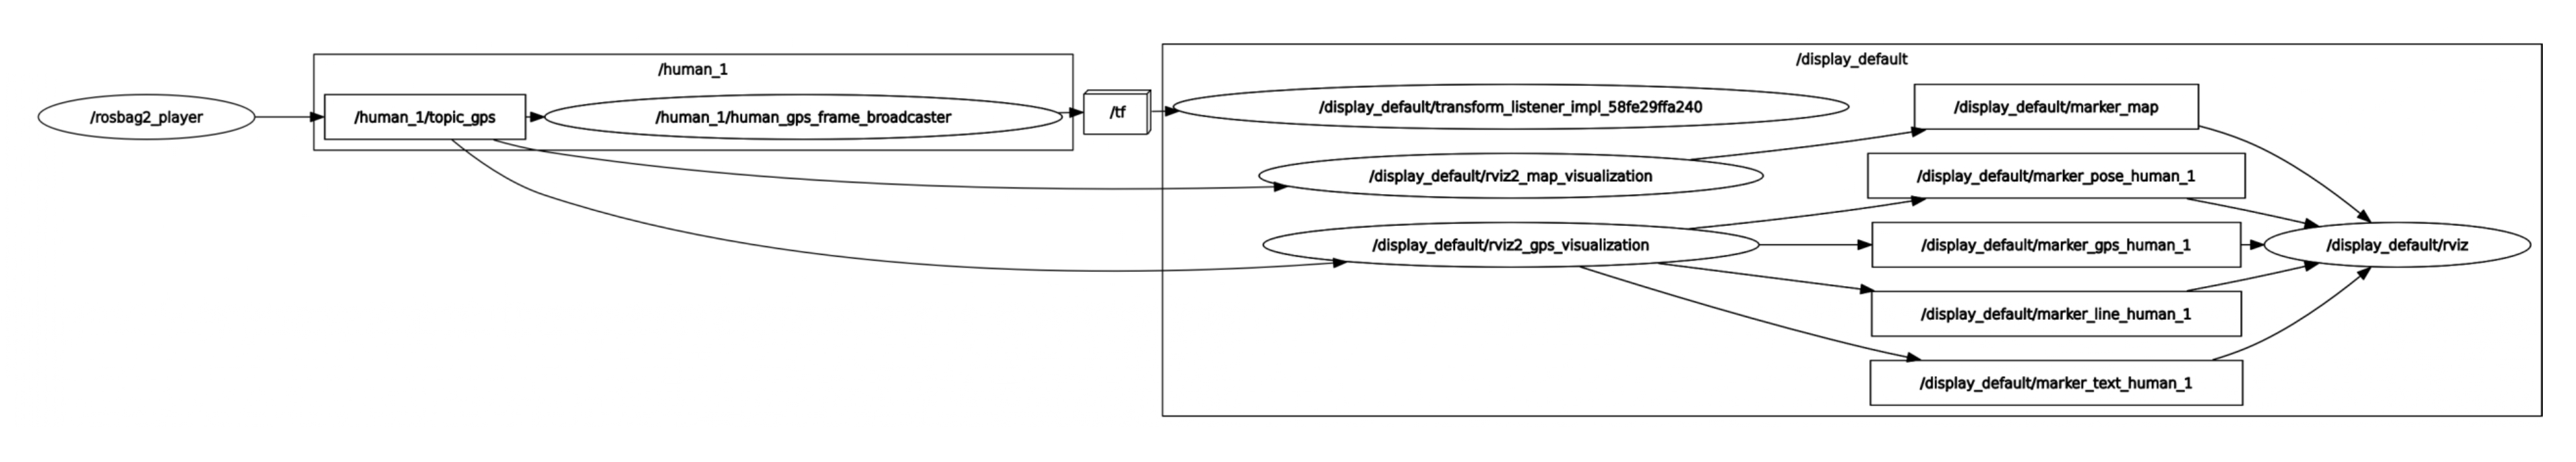 /rosbag2_player
/human_1
/human_1/topic_gps
/human_1/human_gps_frame_broadcaster
/tf
/display_default
/display_default/transform_listener_impl_58fe29ffa240
/display_default/rviz2_map_visualization
/display_default/rviz2_gps_visualization
/display_default/marker_map
/display_default/marker_pose_human_1
/display_default/marker_gps_human_1
/display_default/marker_line_human_1
/display_default/marker_text_human_1
/display_default/rviz